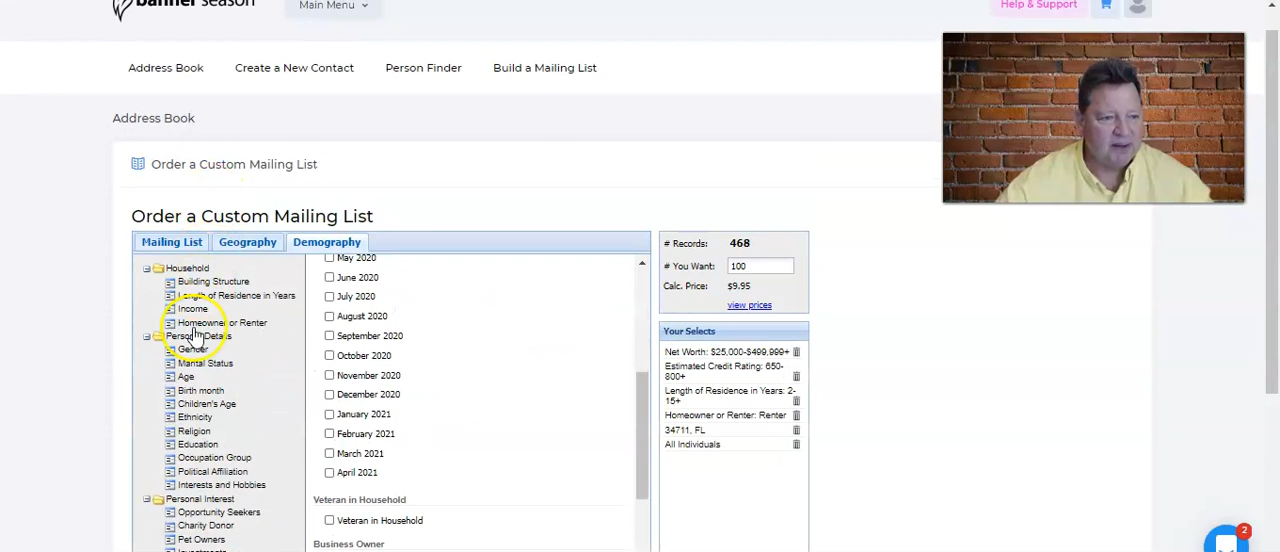 banner season
Main Menu
Help & Support
Address Book
Create a New Contact
Person Finder
Build a Mailing List
Address Book
Order a Custom Mailing List
Order a Custom Mailing List
Mailing List
Geography
Demography
Household
Building Structure
Length of Residence in Years
Income
Homeowner or Renter
Personal Details
Gender
Marital Status
Age
Birth month
Children's Age
Ethnicity
Religion
Education
Occupation Group
Political Affiliation
Interests and Hobbies
Personal Interest
Opportunity Seekers
Charity Donor
Pet Owners
Investments
May 2020
June 2020
July 2020
August 2020
September 2020
October 2020
November 2020
December 2020
January 2021
February 2021
March 2021
April 2021
Veteran in Household
Veteran in Household
Business Owner
# Records: 468
# You Want: 100
Calc. Price: $9.95
view prices
Your Selects
Net Worth: $25,000-$499,999+
Estimated Credit Rating: 650-
800+
Length of Residence in Years: 2-
15+
Homeowner or Renter: Renter
34711, FL
All Individuals
2